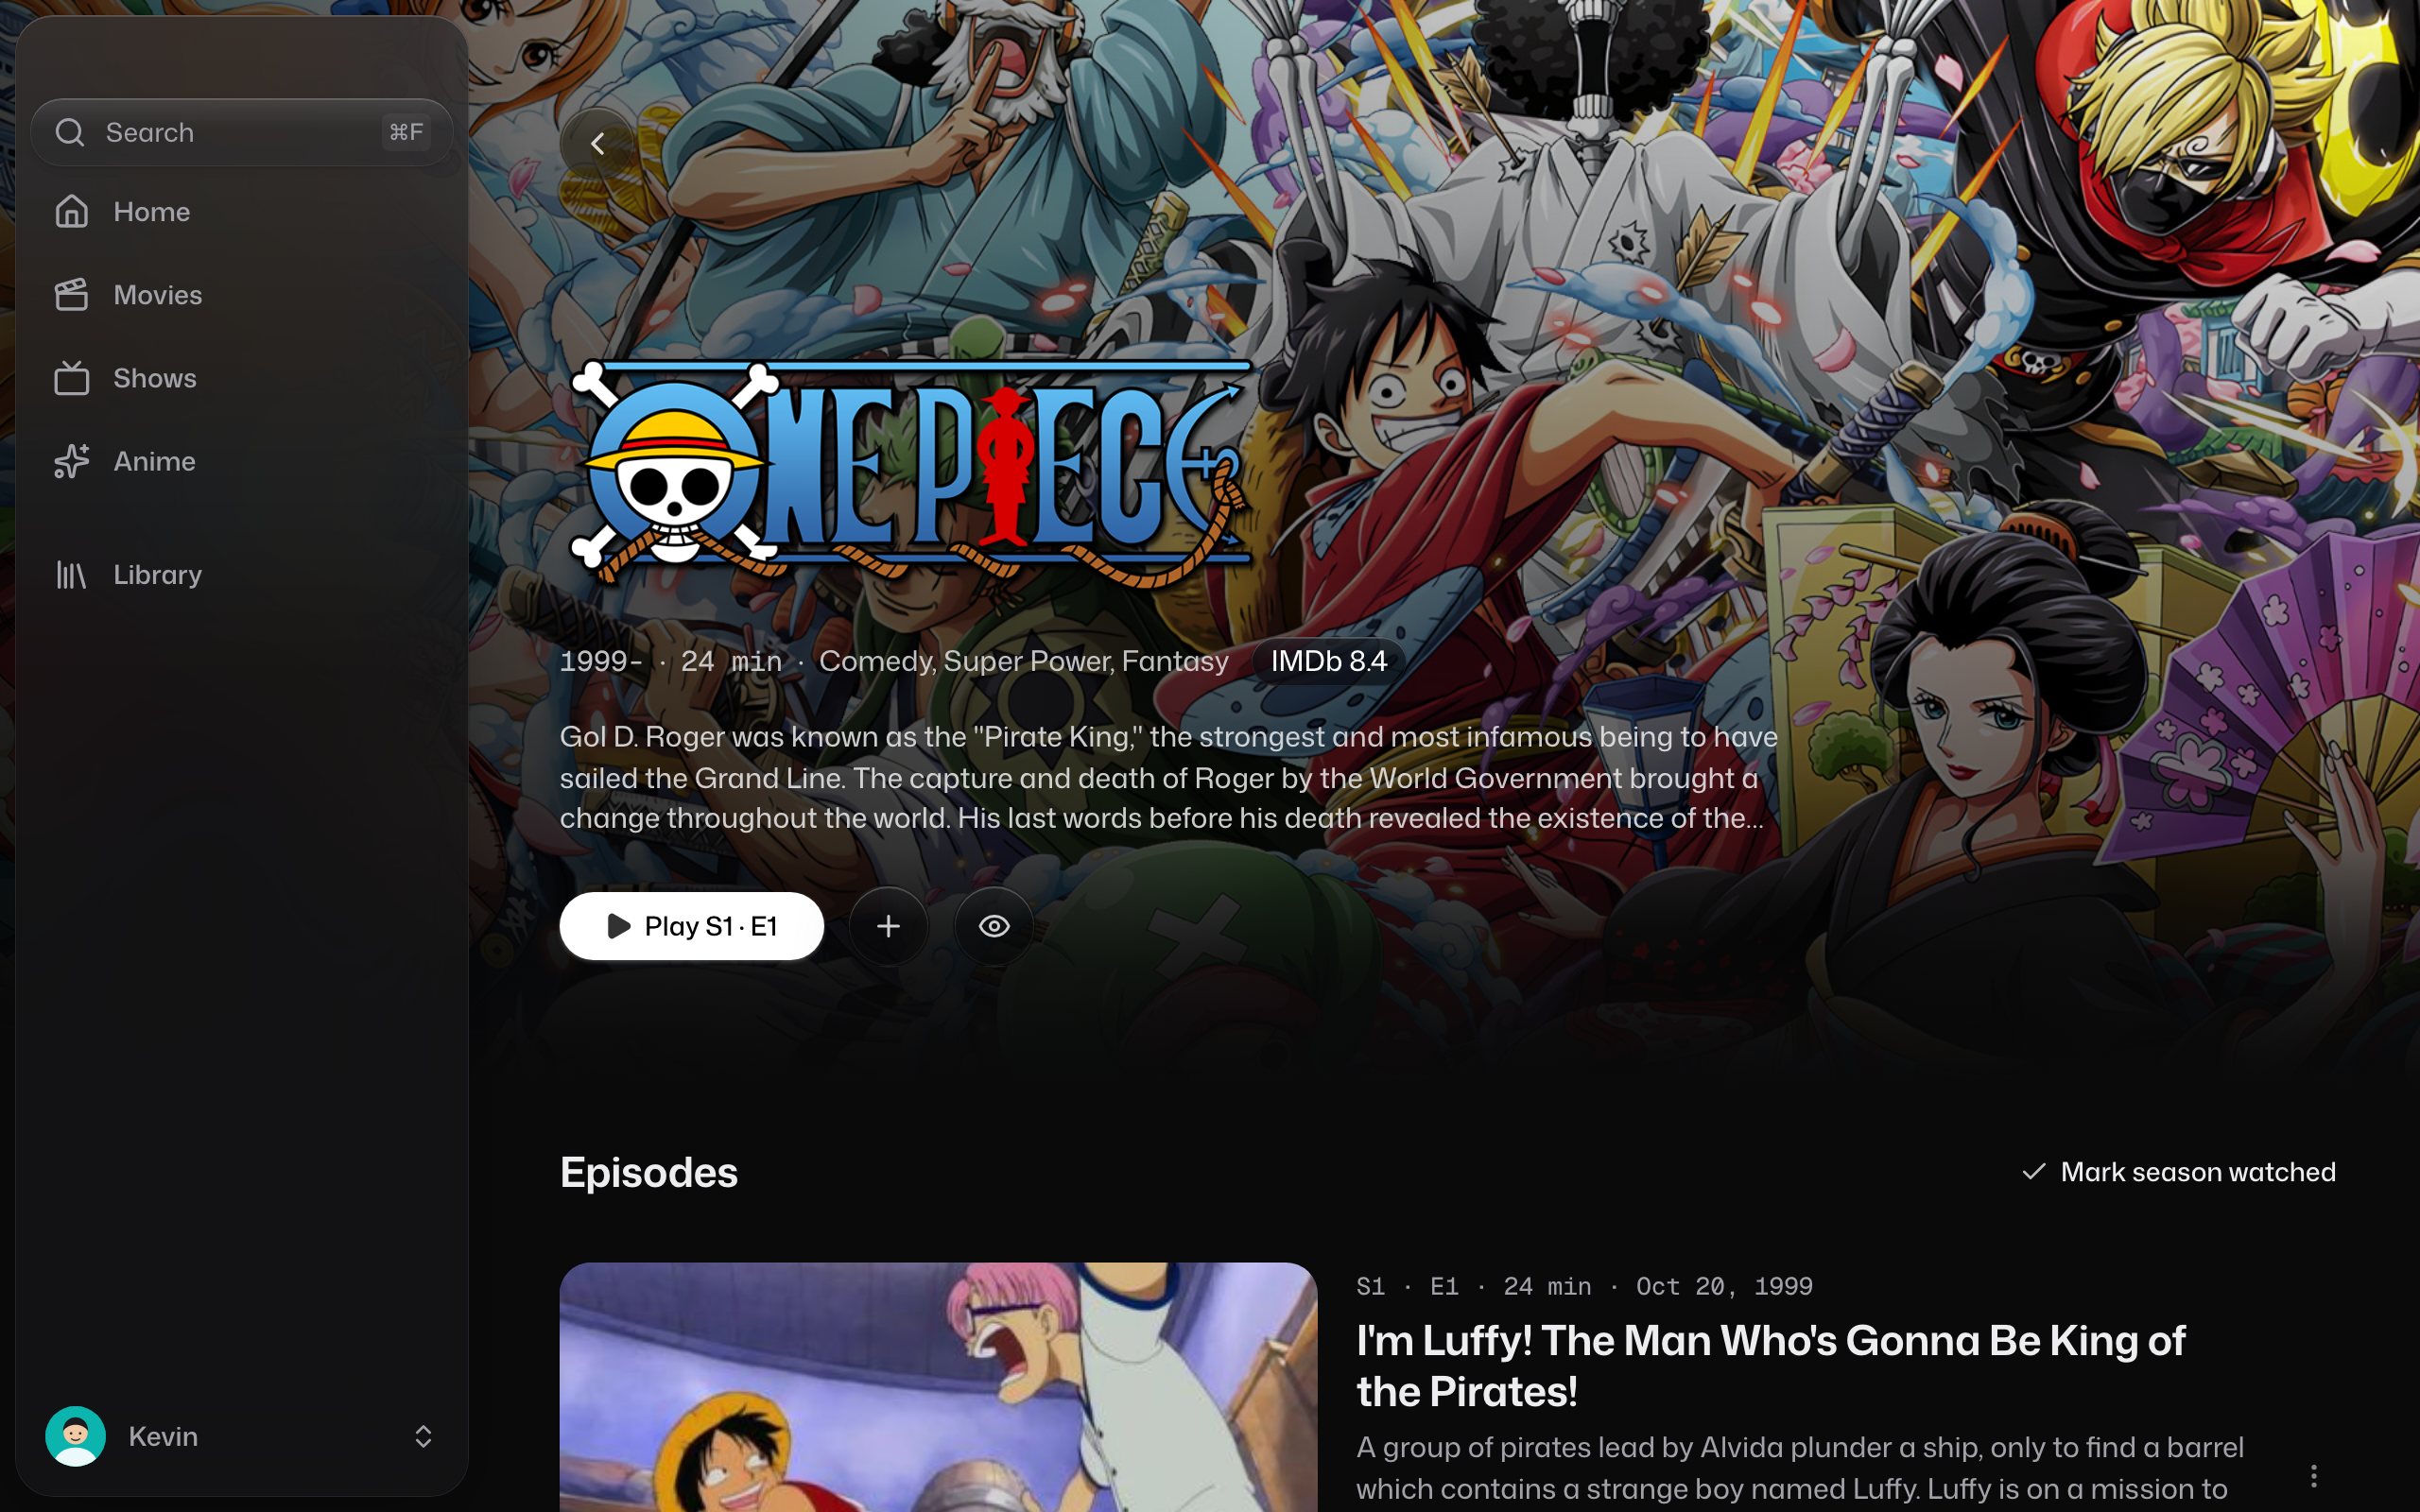 Search
⌘F
Home
Movies
Shows
Anime
Library
ONE PIECE
1999- · 24 min · Comedy, Super Power, Fantasy
IMDb 8.4
Gol D. Roger was known as the "Pirate King," the strongest and most infamous being to have
sailed the Grand Line. The capture and death of Roger by the World Government brought a
change throughout the world. His last words before his death revealed the existence of the...
Play S1 · E1
Episodes
Mark season watched
S1 · E1 · 24 min · Oct 20, 1999
I'm Luffy! The Man Who's Gonna Be King of
the Pirates!
A group of pirates lead by Alvida plunder a ship, only to find a barrel
which contains a strange boy named Luffy. Luffy is on a mission to
Kevin